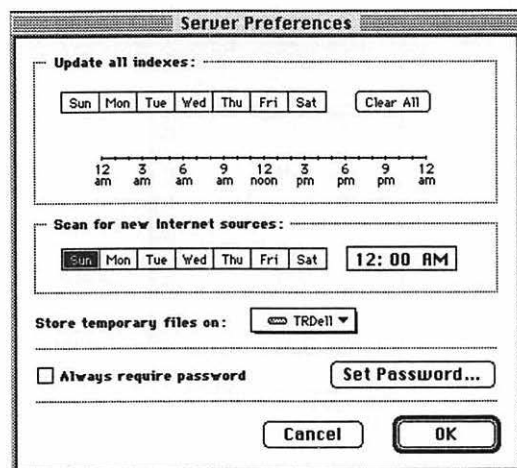 Server Preferences
Update all indexes:
Sun Mon Tue Wed Thu Fri Sat Clear All
12 3 6 9 12 3 6 9 12
am am am am noon pm pm pm am
Scan for new Internet sources:
Sun Mon Tue Wed Thu Fri Sat 12:00 AM
Store temporary files on: TRDell
Always require password Set Password...
Cancel OK